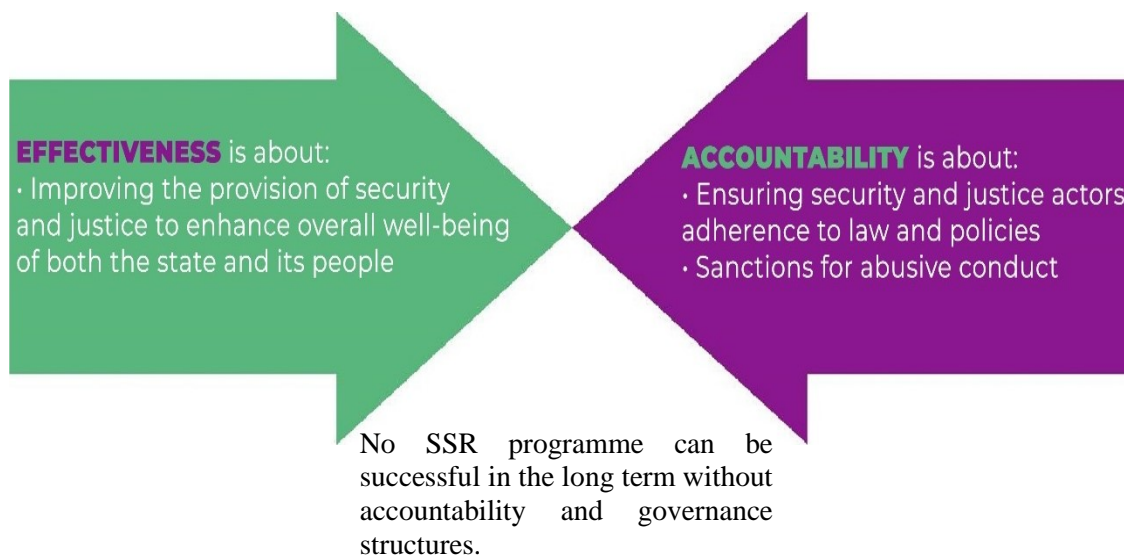 EFFECTIVENESS is about:
· Improving the provision of security
and justice to enhance overall well-being
of both the state and its people
ACCOUNTABILITY is about:
· Ensuring security and justice actors
adherence to law and policies
· Sanctions for abusive conduct
No SSR programme can be
successful in the long term without
accountability and governance
structures.